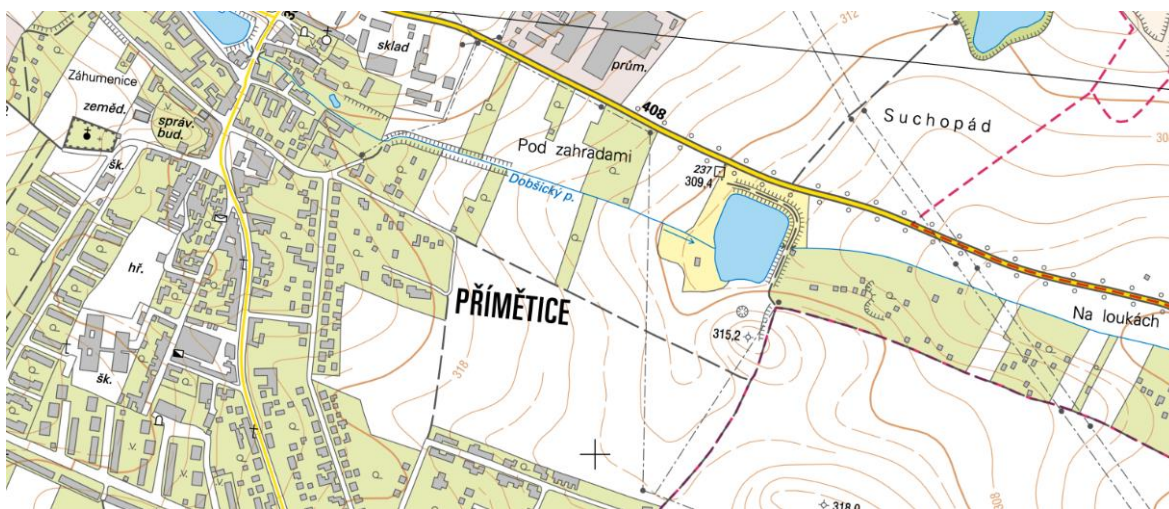 312
sklad
prům.
Záhumenice
408
Suchopád
zeměd.
správ.
bud.
Pod zahradami
šk.
237
309,4
Dobšický p.
hř.
PŘÍMĚTICE
Na loukách
315,2
318
šk.
808
318,0